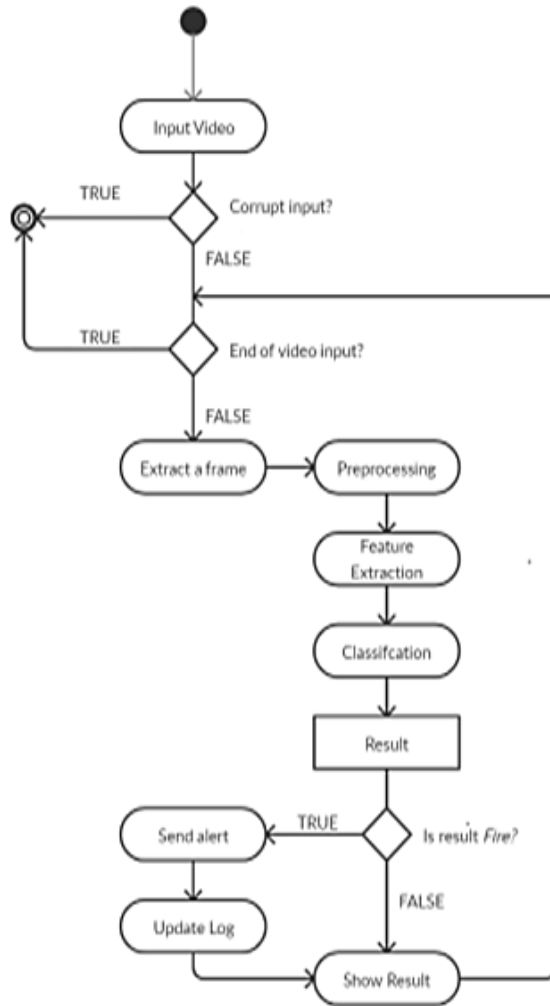 Input Video
TRUE
Corrupt input?
FALSE
TRUE
End of video input?
FALSE
Extract a frame
Preprocessing
Feature
Extraction
Classifcation
Result
TRUE
Send alert
Is result Fire?
FALSE
Update Log
Show Result